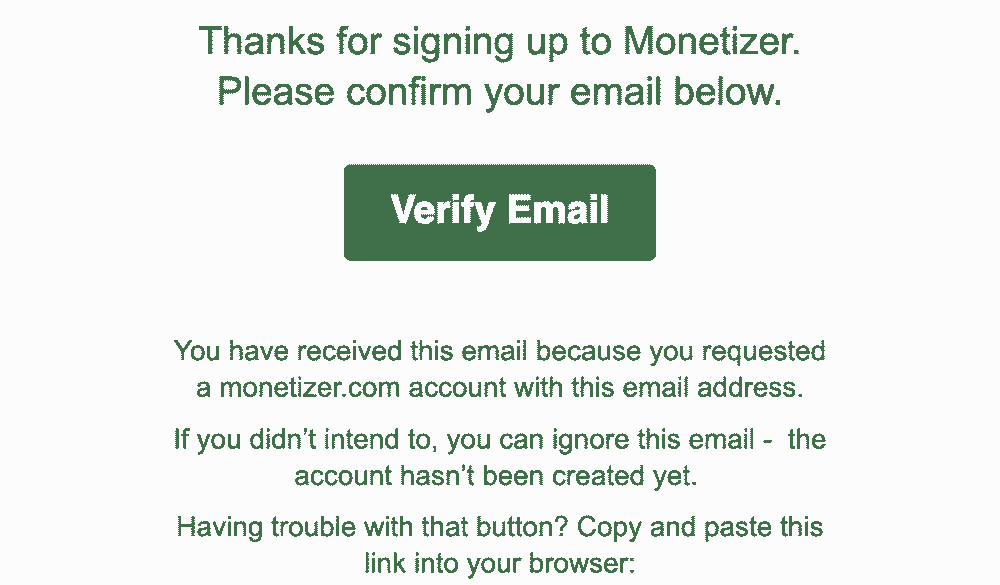 Thanks for signing up to Monetizer.
Please confirm your email below.
Verify Email
You have received this email because you requested
a monetizer.com account with this email address.
If you didn’t intend to, you can ignore this email -  the
account hasn’t been created yet.
Having trouble with that button? Copy and paste this
link into your browser: